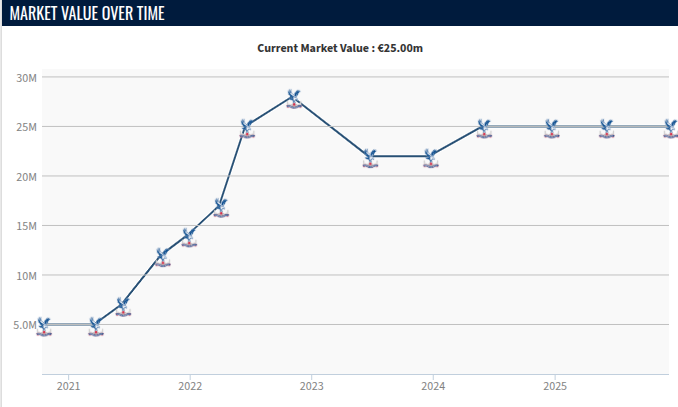 MARKET VALUE OVER TIME
Current Market Value : €25.00m
30M
25M
20M
15M
10M
5.0M
2021 2022 2023 2024 2025